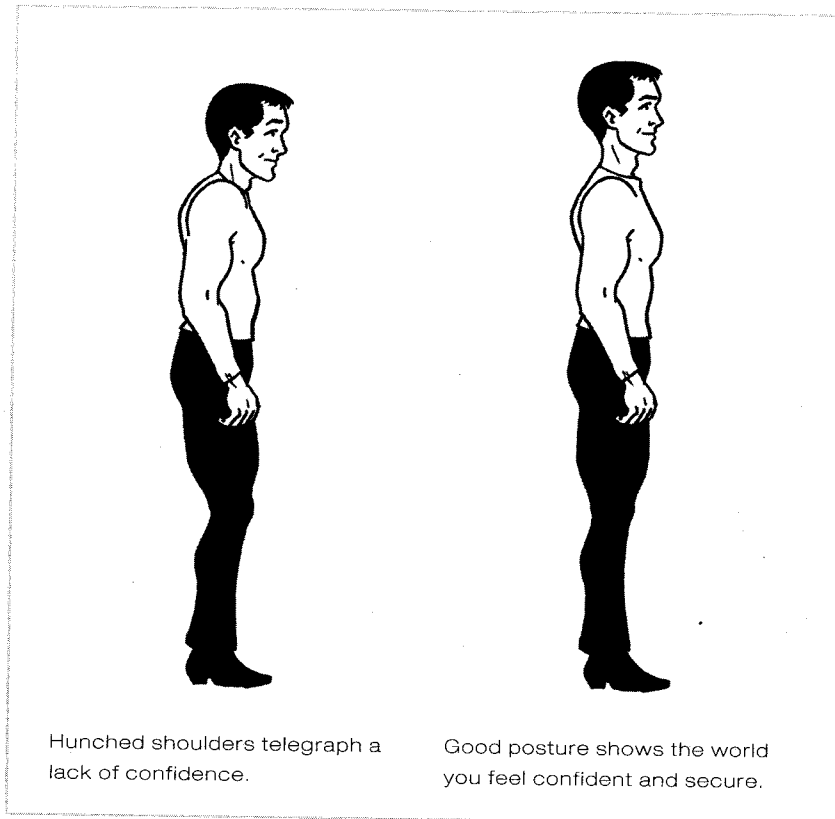 Hunched shoulders telegraph a
lack of confidence.
Good posture shows the world
you feel confident and secure.